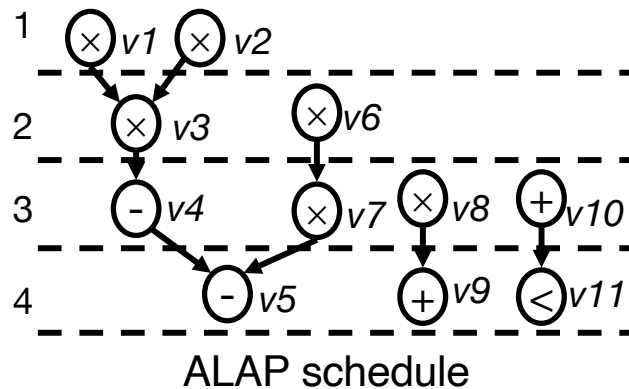 1 × v1 × v2
2 × v3 × v6
3 - v4 × v7 × v8 + v10
4 - v5 + v9 < v11
ALAP schedule